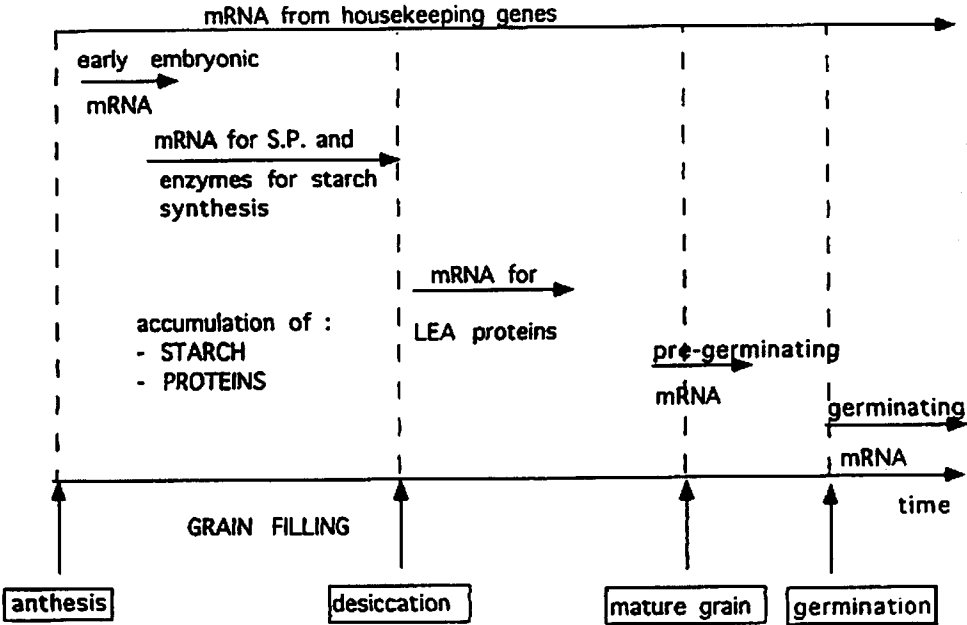 mRNA from housekeeping genes
early embryonic
mRNA
mRNA for S.P. and
enzymes for starch
synthesis
mRNA for
LEA proteins
accumulation of :
- STARCH
- PROTEINS
pre-germinating
mRNA
germinating
mRNA
time
GRAIN FILLING
anthesis
desiccation
mature grain
germination